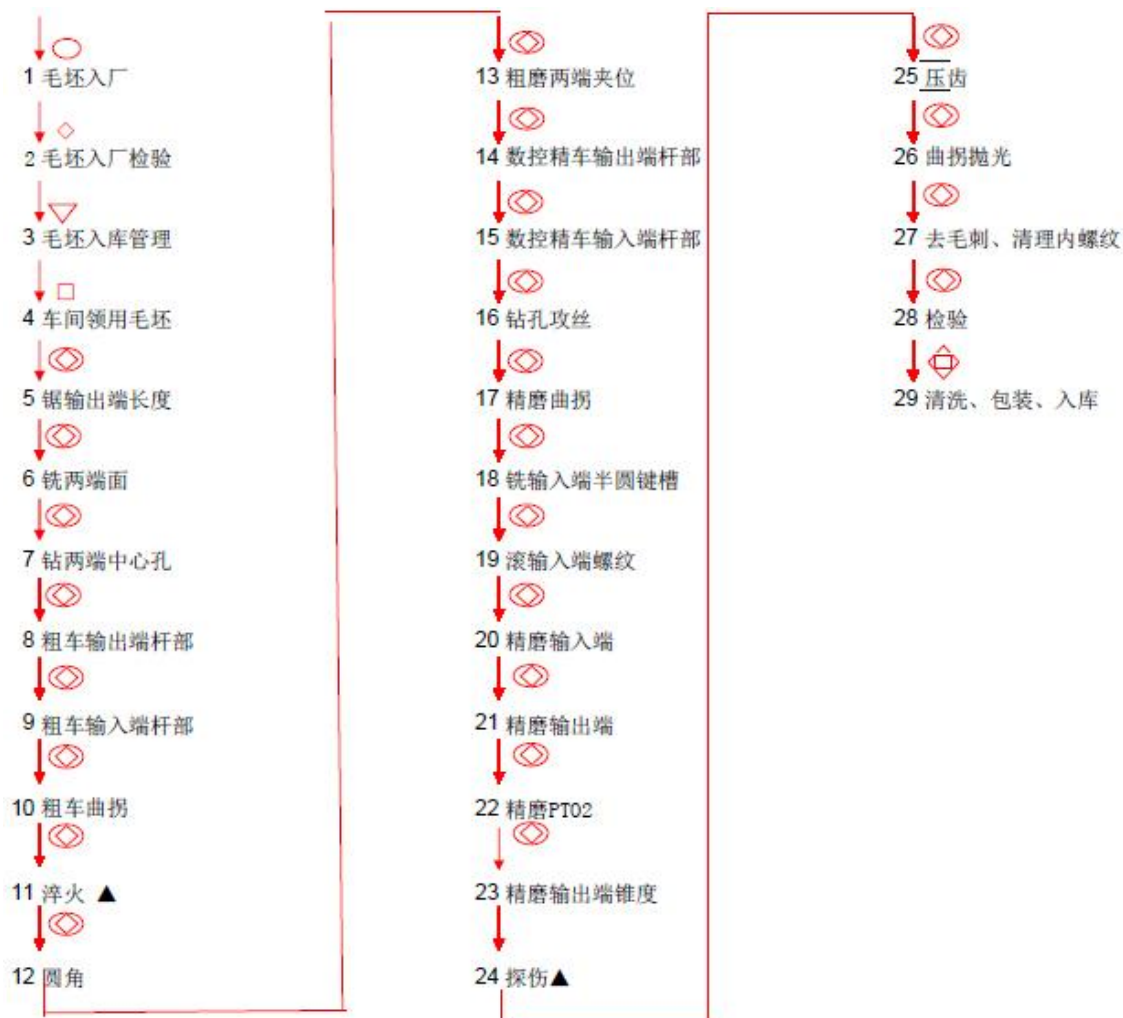 1 毛坯入厂
2 毛坯入厂检验
3 毛坯入库管理
4 车间领用毛坯
5 锯输出端长度
6 铣两端面
7 钻两端中心孔
8 粗车输出端杆部
9 粗车输入端杆部
10 粗车曲拐
11 淬火 ▲
12 圆角
13 粗磨两端夹位
14 数控精车输出端杆部
15 数控精车输入端杆部
16 钻孔攻丝
17 精磨曲拐
18 铣输入端半圆键槽
19 滚输入端螺纹
20 精磨输入端
21 精磨输出端
22 精磨PTO2
23 精磨输出端锥度
24 探伤▲
25 压齿
26 曲拐抛光
27 去毛刺、清理内螺纹
28 检验
29 清洗、包装、入库